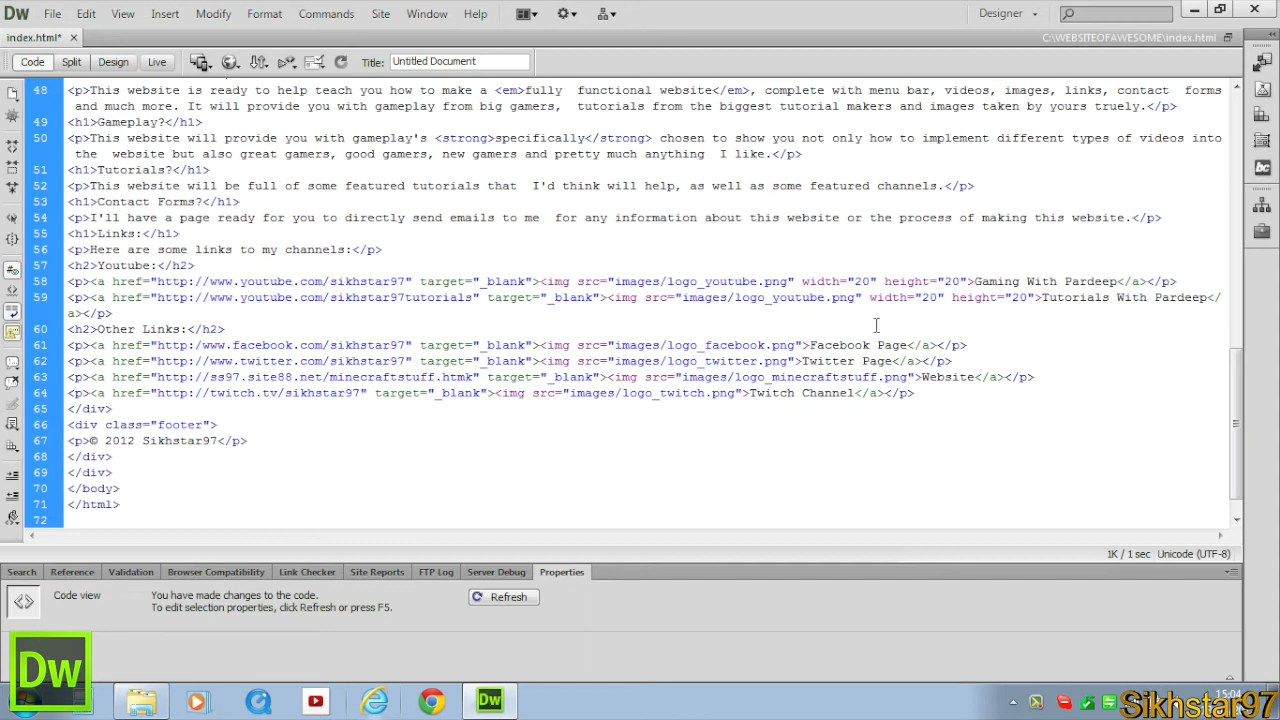 DW File Edit View Insert Modify Format Commands Site Window Help Designer
index.html* C:\WEBSITEOFAWESOME\index.html
Code Split Design Live Title: Untitled Document
48 <p>This website is ready to help teach you how to make a <em>fully functional website</em>, complete with menu bar, videos, images, links, contact forms
and much more. It will provide you with gameplay from big gamers, tutorials from the biggest tutorial makers and images taken by yours truely.</p>
49 <h1>Gameplay?</h1>
50 <p>This website will provide you with gameplay's <strong>specifically</strong> chosen to show you not only how to implement different types of videos into
the website but also great gamers, good gamers, new gamers and pretty much anything I like.</p>
51 <h1>Tutorials?</h1>
52 <p>This website will be full of some featured tutorials that I'd think will help, as well as some featured channels.</p>
53 <h1>Contact Forms?</h1>
54 <p>I'll have a page ready for you to directly send emails to me for any information about this website or the process of making this website.</p>
55 <h1>Links:</h1>
56 <p>Here are some links to my channels:</p>
57 <h2>Youtube:</h2>
58 <p><a href="http://www.youtube.com/sikhstar97" target="_blank"><img src="images/logo_youtube.png" width="20" height="20">Gaming With Pardeep</a></p>
59 <p><a href="http://www.youtube.com/sikhstar97tutorials" target="_blank"><img src="images/logo_youtube.png" width="20" height="20">Tutorials With Pardeep</
a></p>
60 <h2>Other Links:</h2>
61 <p><a href="http://www.facebook.com/sikhstar97" target="_blank"><img src="images/logo_facebook.png">Facebook Page</a></p>
62 <p><a href="http://www.twitter.com/sikhstar97" target="_blank"><img src="images/logo_twitter.png">Twitter Page</a></p>
63 <p><a href="http://ss97.site88.net/minecraftstuff.htmk" target="_blank"><img src="images/logo_minecraftstuff.png">Website</a></p>
64 <p><a href="http://twitch.tv/sikhstar97" target="_blank"><img src="images/logo_twitch.png">Twitch Channel</a></p>
65 </div>
66 <div class="footer">
67 <p>© 2012 Sikhstar97</p>
68 </div>
69 </div>
70 </body>
71 </html>
72
1K / 1 sec Unicode (UTF-8)
Search Reference Validation Browser Compatibility Link Checker Site Reports FTP Log Server Debug Properties
Code view You have made changes to the code. Refresh
To edit selection properties, click Refresh or press F5.
Dw
Dw 15:04
Sikhstar97